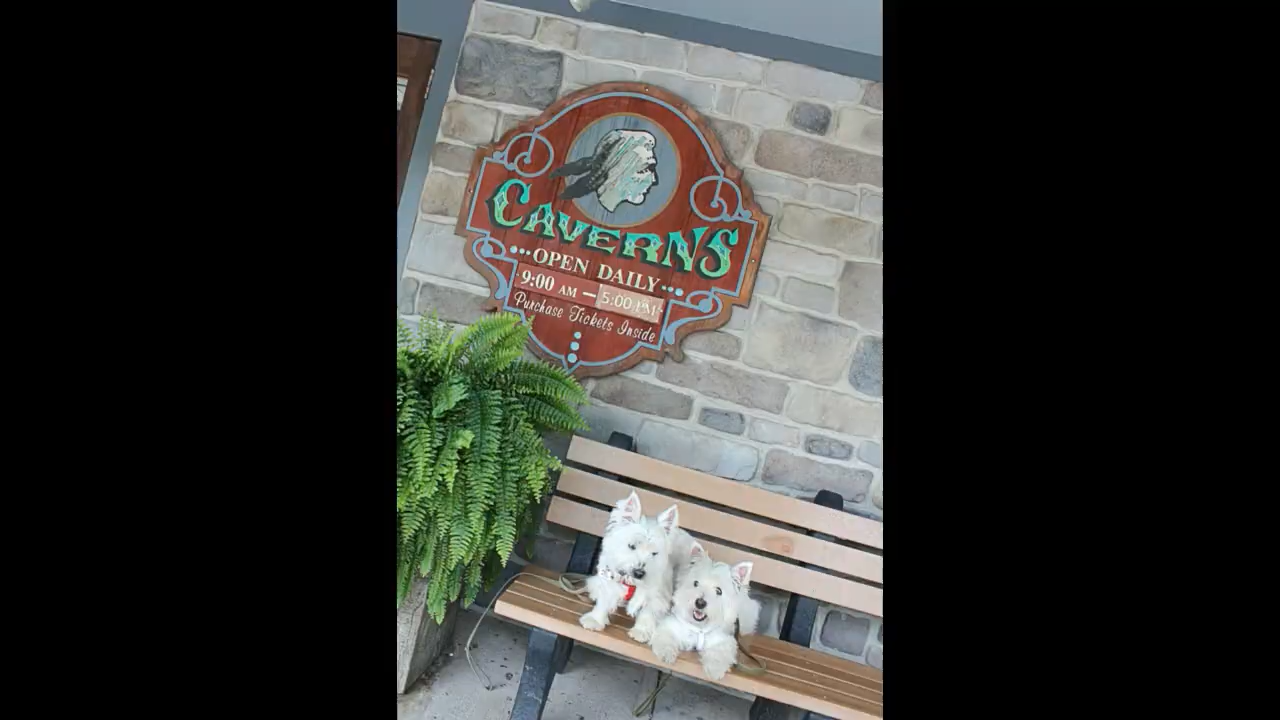 CAVERNS
OPEN DAILY
9:00 AM — 5:00 PM
Purchase Tickets Inside